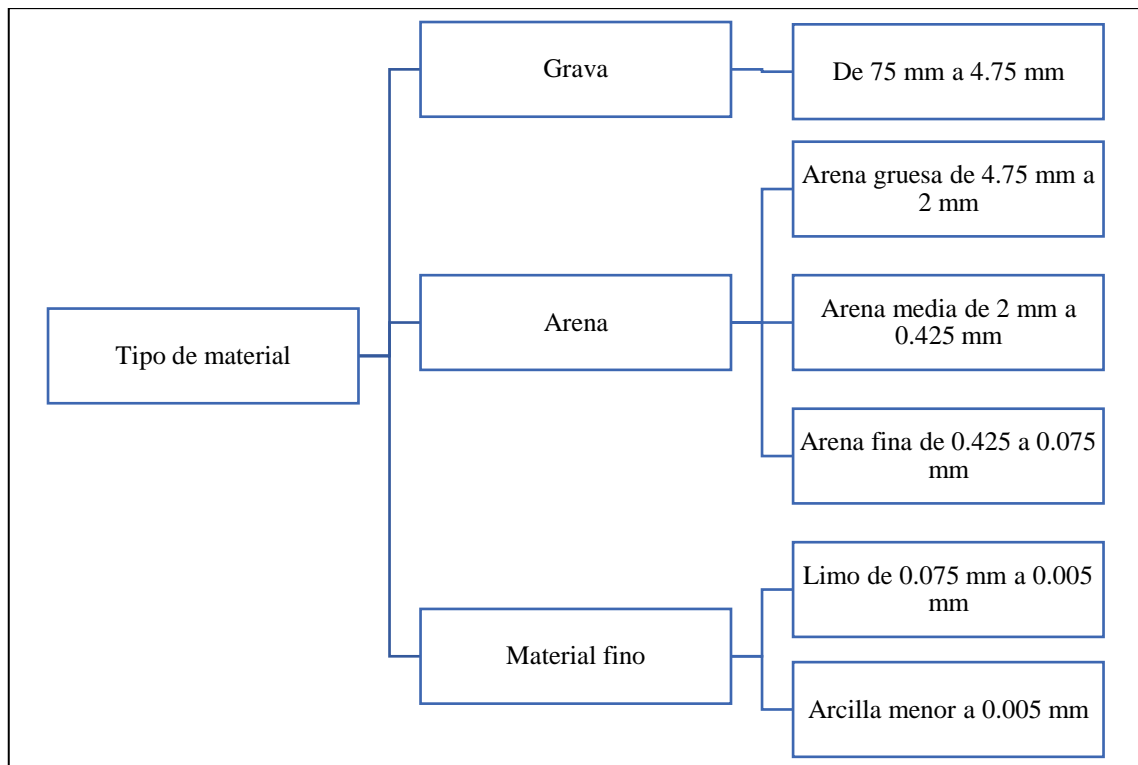 Tipo de material
Grava
De 75 mm a 4.75 mm
Arena
Arena gruesa de 4.75 mm a
2 mm
Arena media de 2 mm a
0.425 mm
Arena fina de 0.425 a 0.075
mm
Material fino
Limo de 0.075 mm a 0.005
mm
Arcilla menor a 0.005 mm